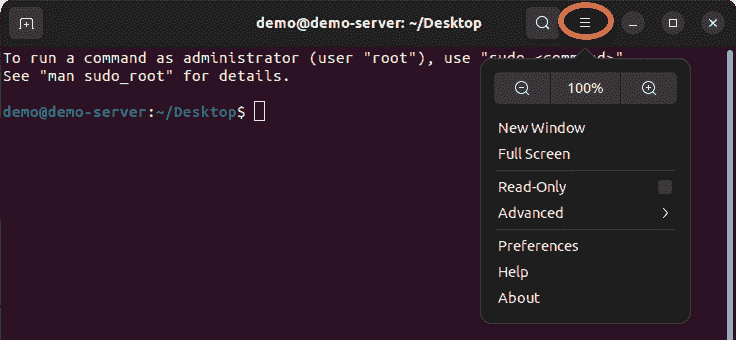 demo@demo-server: ~/Desktop
To run a command as administrator (user "root"), use "sudo <command>"
See "man sudo_root" for details.
demo@demo-server:~/Desktop$
100%
New Window
Full Screen
Read-Only
Advanced
Preferences
Help
About